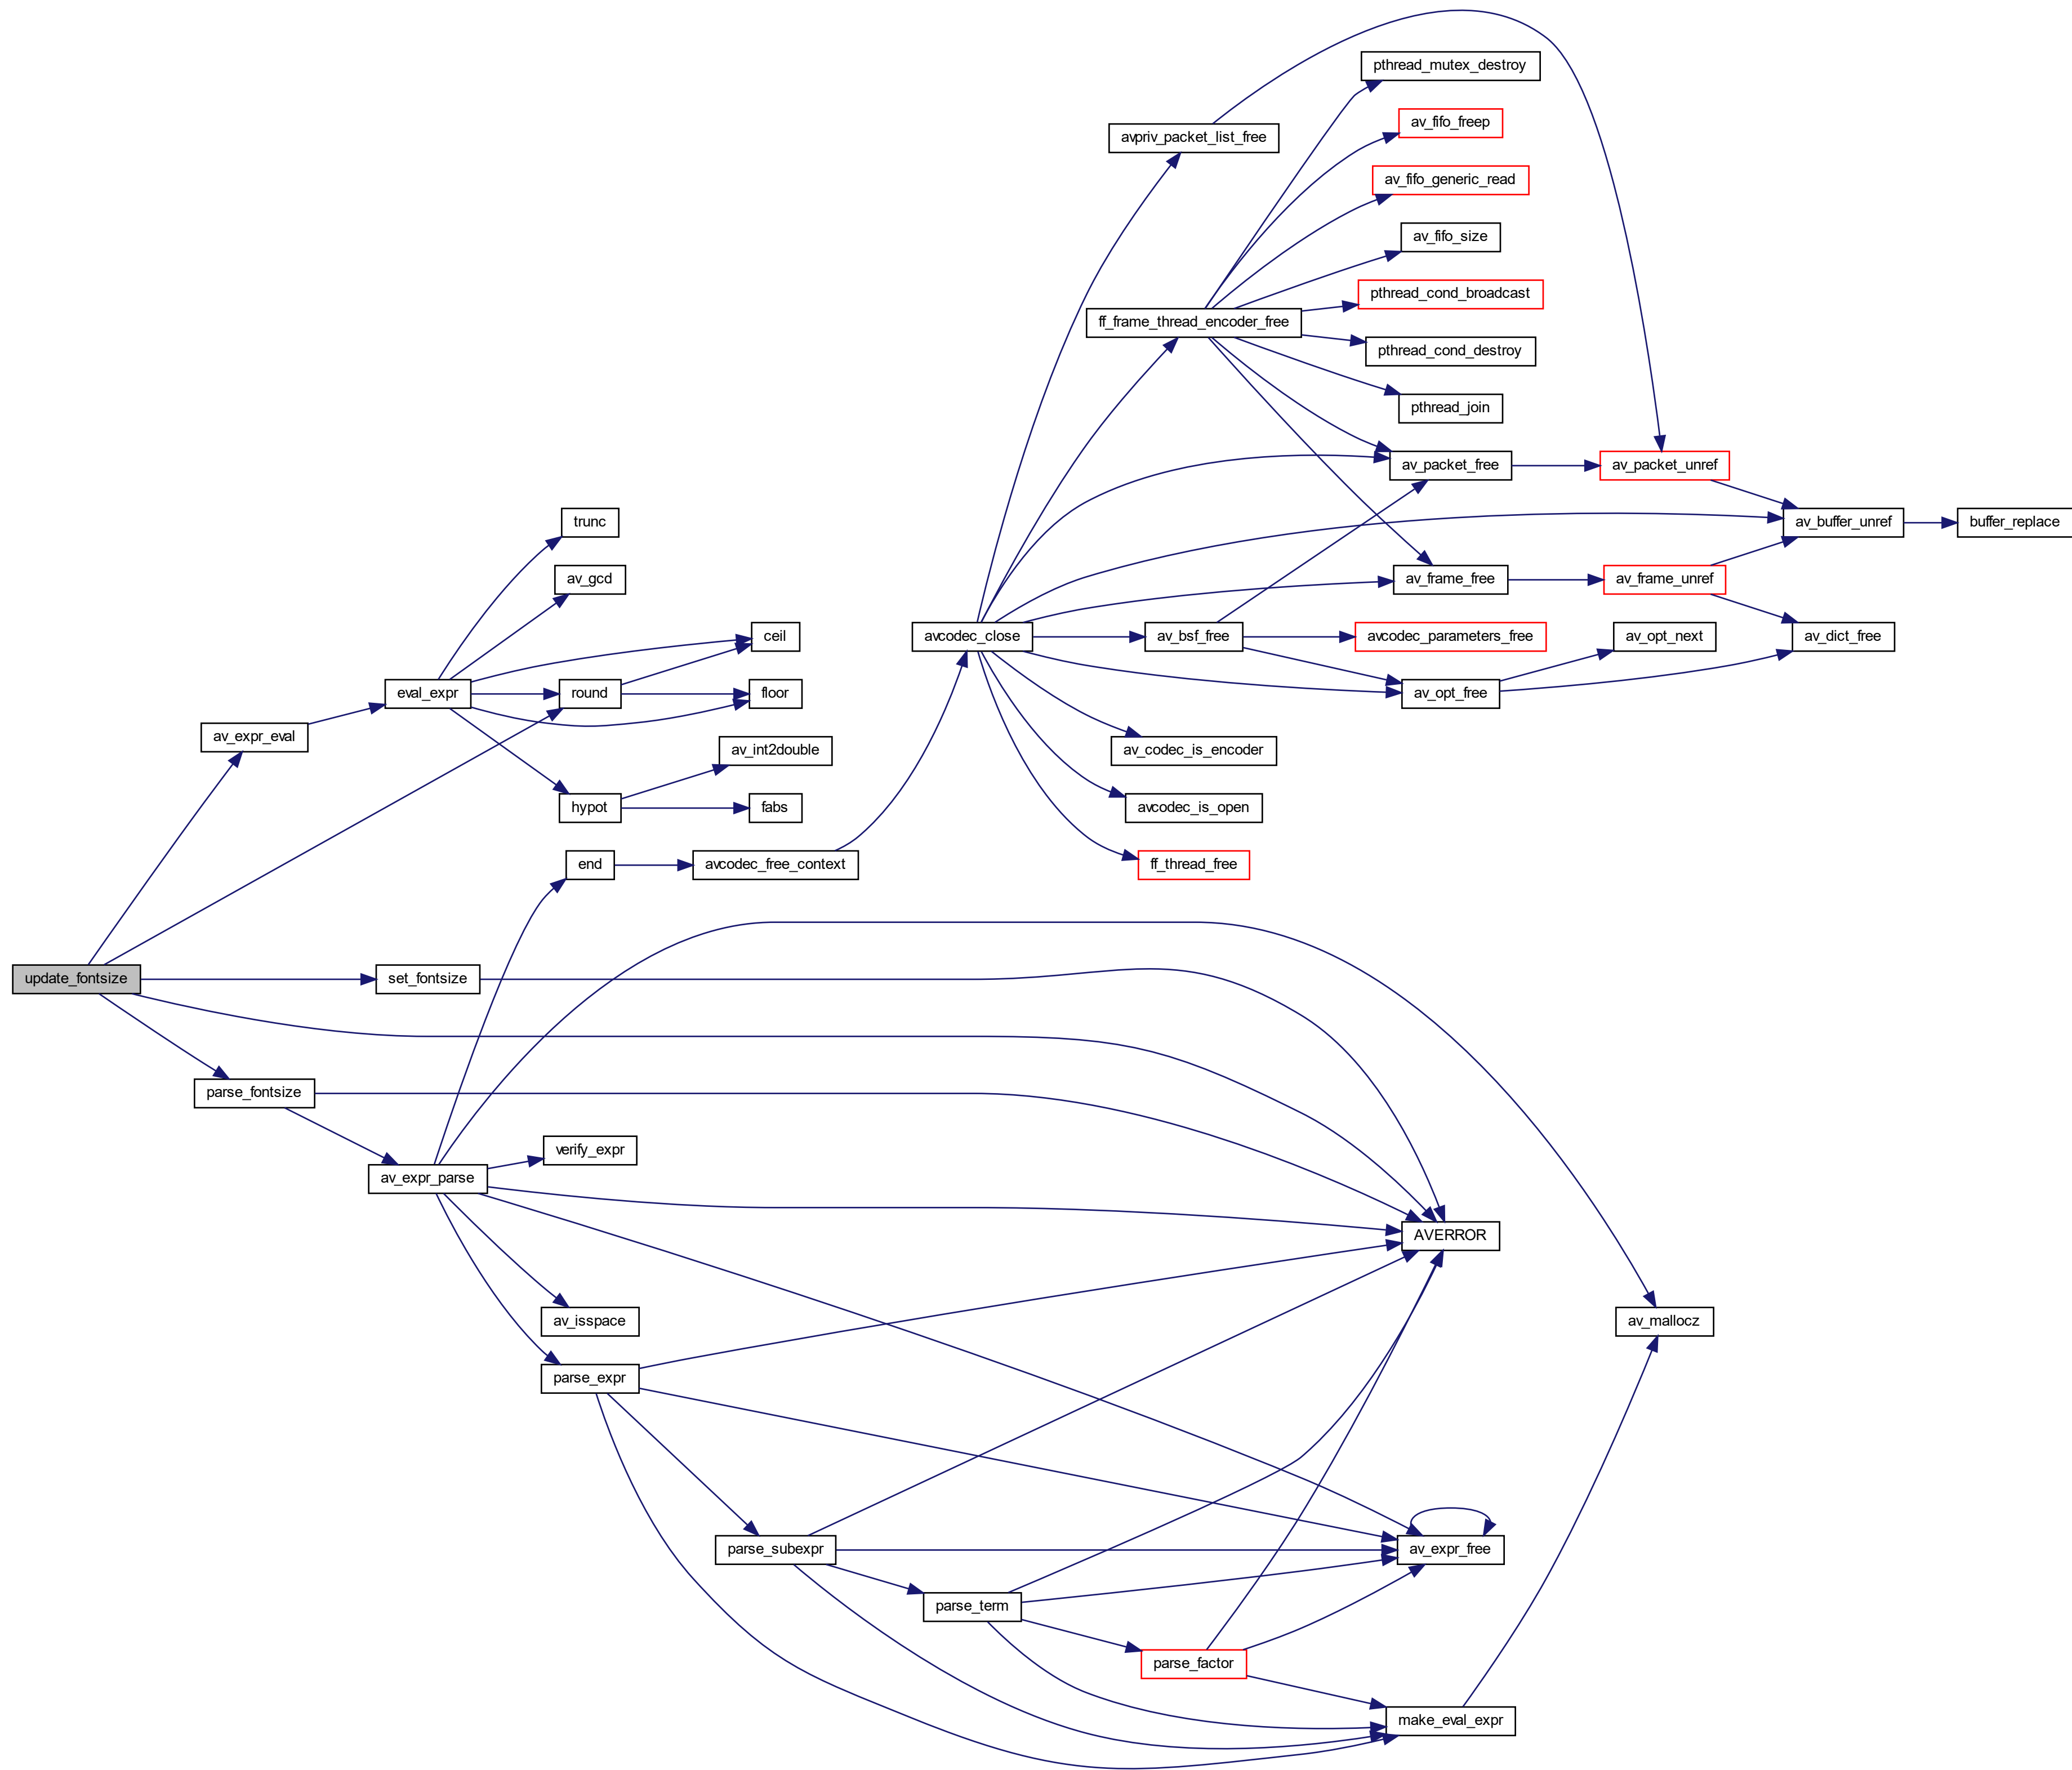 pthread_mutex_destroy
av_fifo_freep
avpriv_packet_list_free
av_fifo_generic_read
av_fifo_size
pthread_cond_broadcast
ff_frame_thread_encoder_free
pthread_cond_destroy
pthread_join
av_packet_free
av_packet_unref
trunc
av_buffer_unref
buffer_replace
av_gcd
av_frame_free
av_frame_unref
ceil
avcodec_close
av_bsf_free
avcodec_parameters_free
av_opt_next
av_dict_free
eval_expr
round
floor
av_opt_free
av_expr_eval
av_int2double
av_codec_is_encoder
hypot
fabs
avcodec_is_open
end
avcodec_free_context
ff_thread_free
update_fontsize
set_fontsize
parse_fontsize
verify_expr
av_expr_parse
AVERROR
av_isspace
av_mallocz
parse_expr
parse_subexpr
av_expr_free
parse_term
parse_factor
make_eval_expr